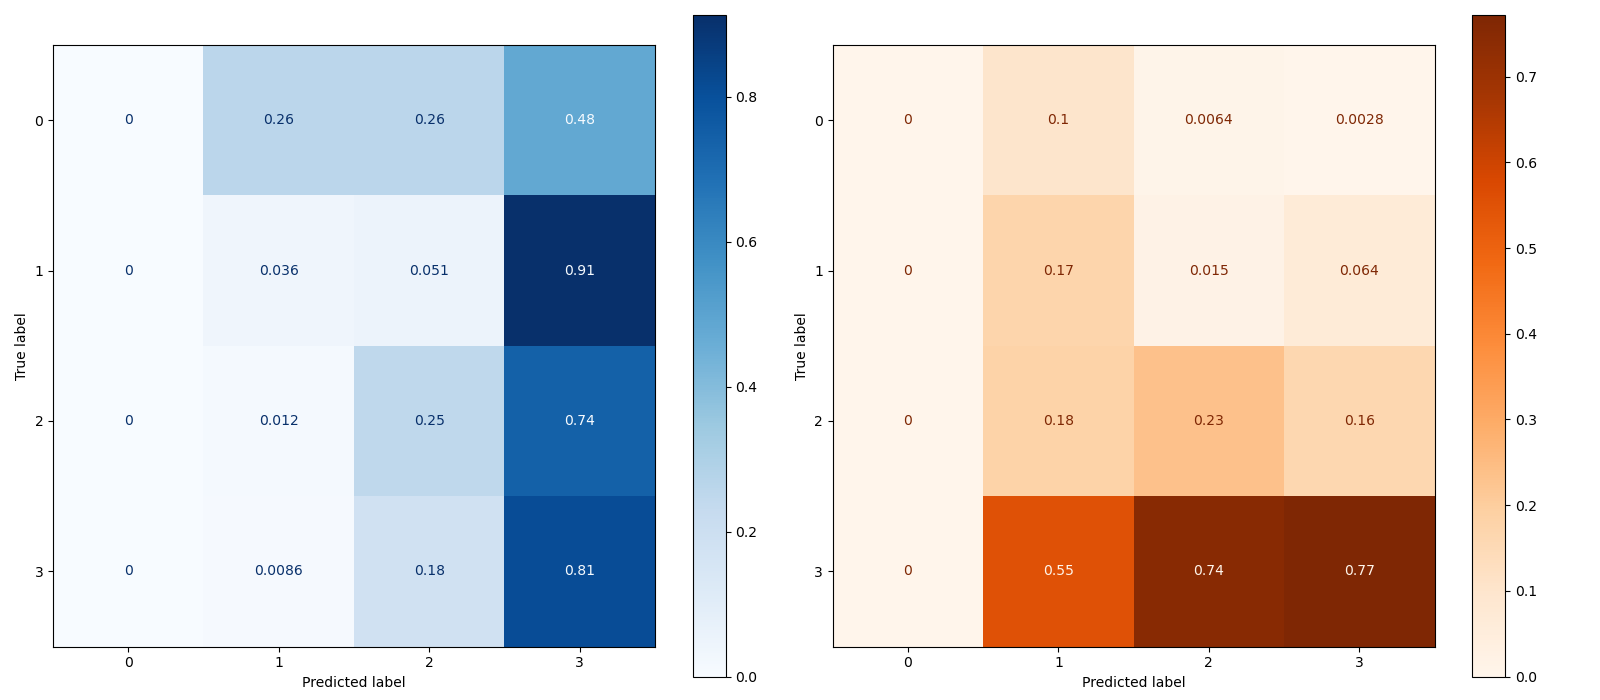 0 0 0.26 0.26 0.48
1 0 0.036 0.051 0.91
2 0 0.012 0.25 0.74
3 0 0.0086 0.18 0.81
0 1 2 3
Predicted label
True label
0.8
0.6
0.4
0.2
0.0
0 0 0.1 0.0064 0.0028
1 0 0.17 0.015 0.064
2 0 0.18 0.23 0.16
3 0 0.55 0.74 0.77
0 1 2 3
Predicted label
True label
0.7
0.6
0.5
0.4
0.3
0.2
0.1
0.0